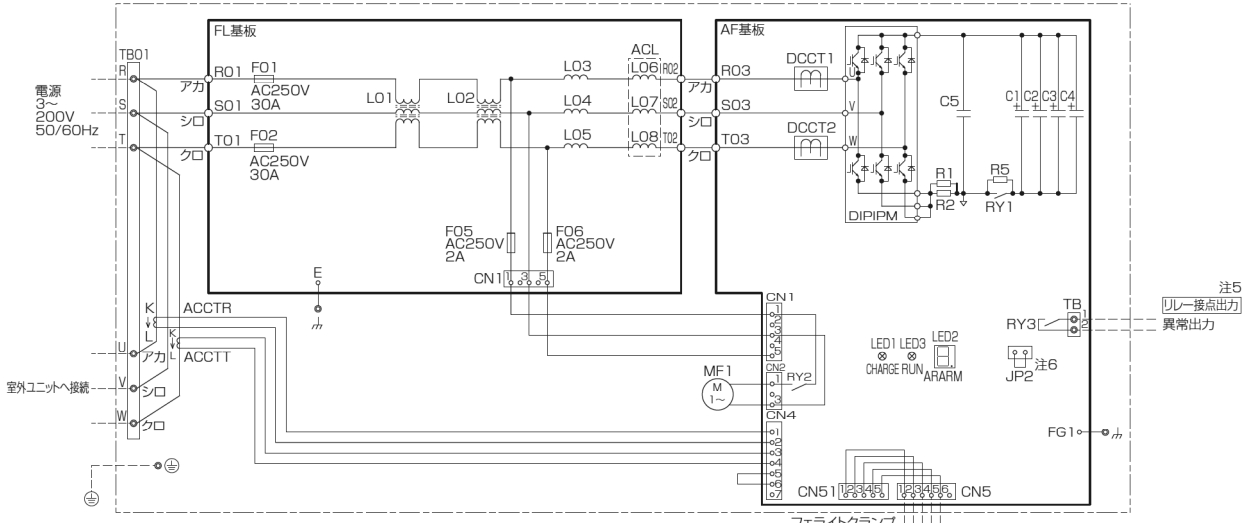 FL基板
AF基板
TB01
電源
3〜
200V
50/60Hz
R
S
T
アカ
シロ
クロ
R01
S01
T01
F01
AC250V
30A
F02
AC250V
30A
L01
L02
L03
L04
L05
ACL
L06
L07
L08
R02
S02
T02
アカ
シロ
クロ
R03
S03
T03
DCCT1
DCCT2
U
V
W
DIPIPM
C5
C1
C2
C3
C4
+
+
+
+
R1
R2
R5
RY1
F05
AC250V
2A
F06
AC250V
2A
CN1
1
3
5
E
K
L
ACCTR
K
L
ACCTT
U
アカ
室外ユニットへ接続
V
シロ
W
クロ
MF1
M
1〜
CN1
1
2
3
4
5
CN2
1
3
RY2
CN4
1
2
3
4
5
6
7
LED1
CHARGE
LED3
RUN
LED2
ARARM
JP2
注6
TB
1
2
RY3
注5
リレー接点出力
異常出力
FG1
CN51
1 2 3 4 5
1 2 3 4 5 6
CN5
フェライトクランプ